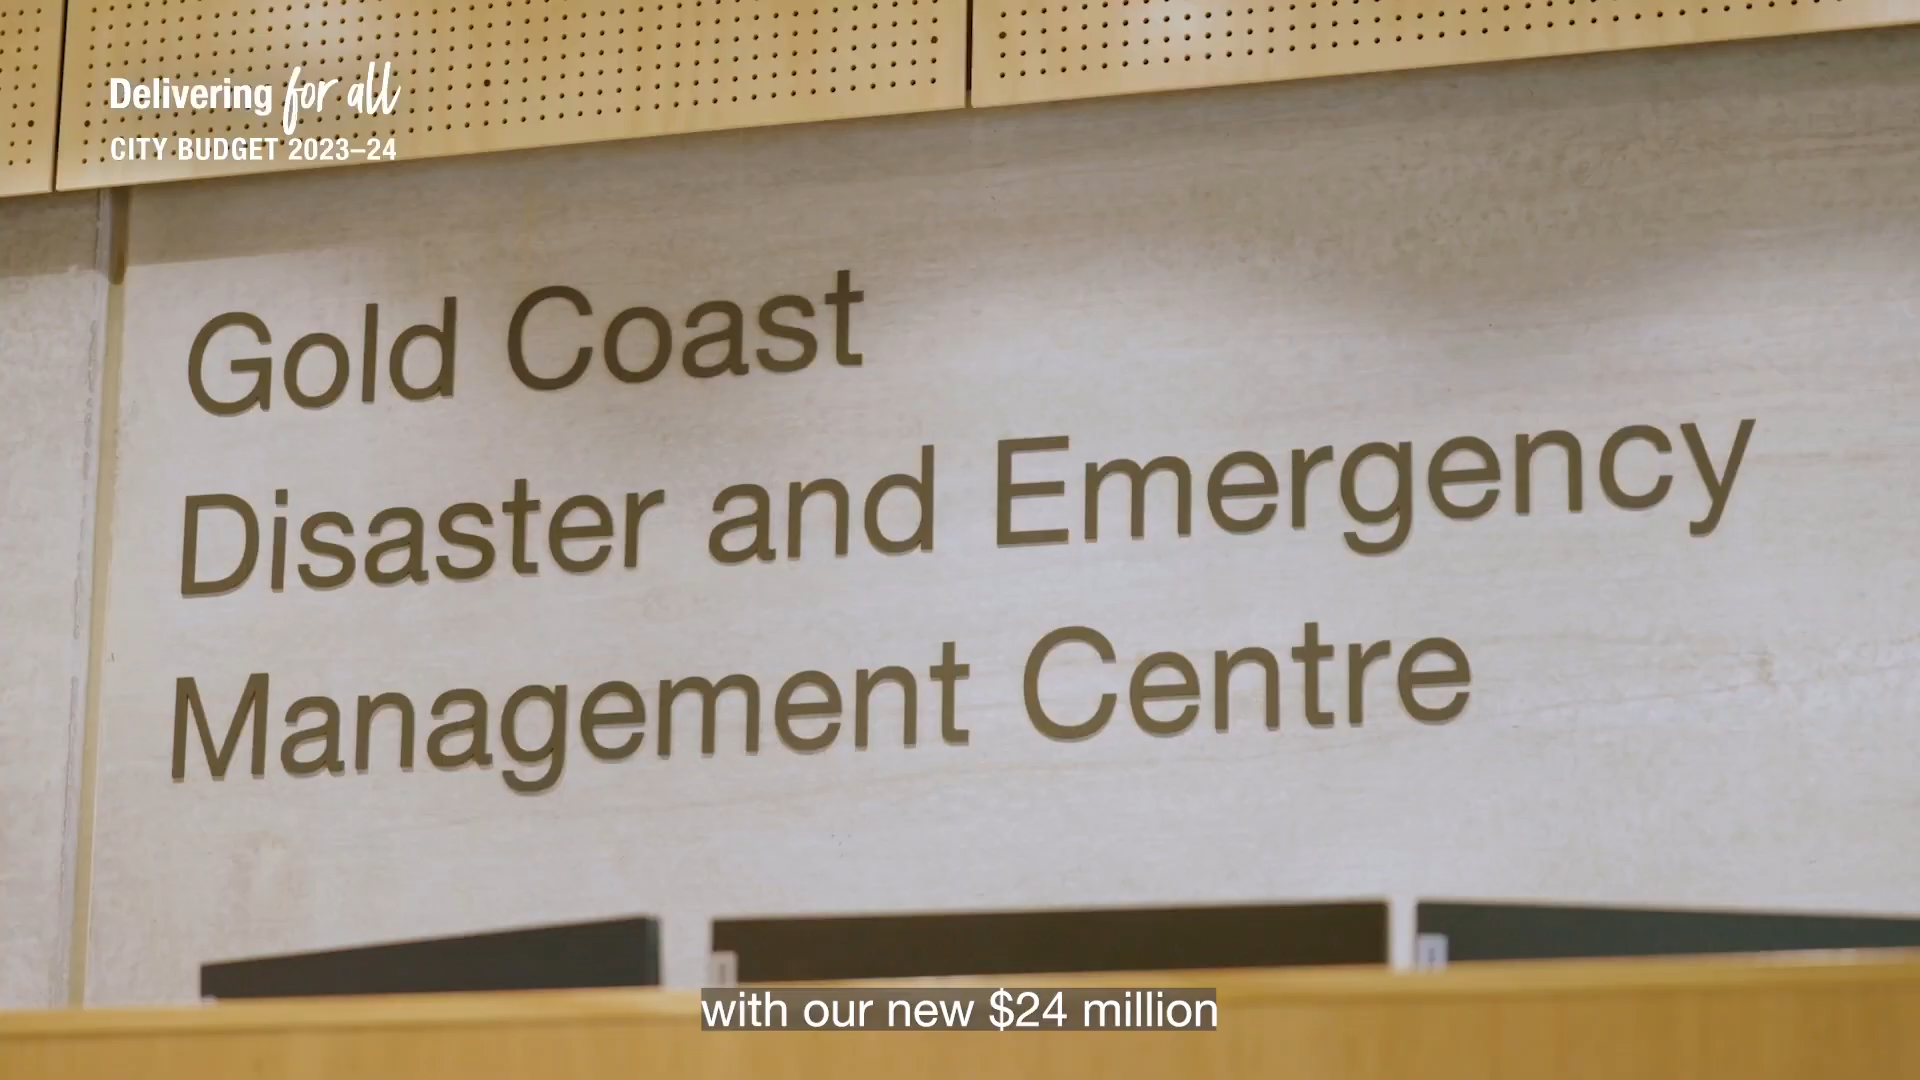 Delivering for all
CITY BUDGET 2023–24
Gold Coast
Disaster and Emergency
Management Centre
with our new $24 million